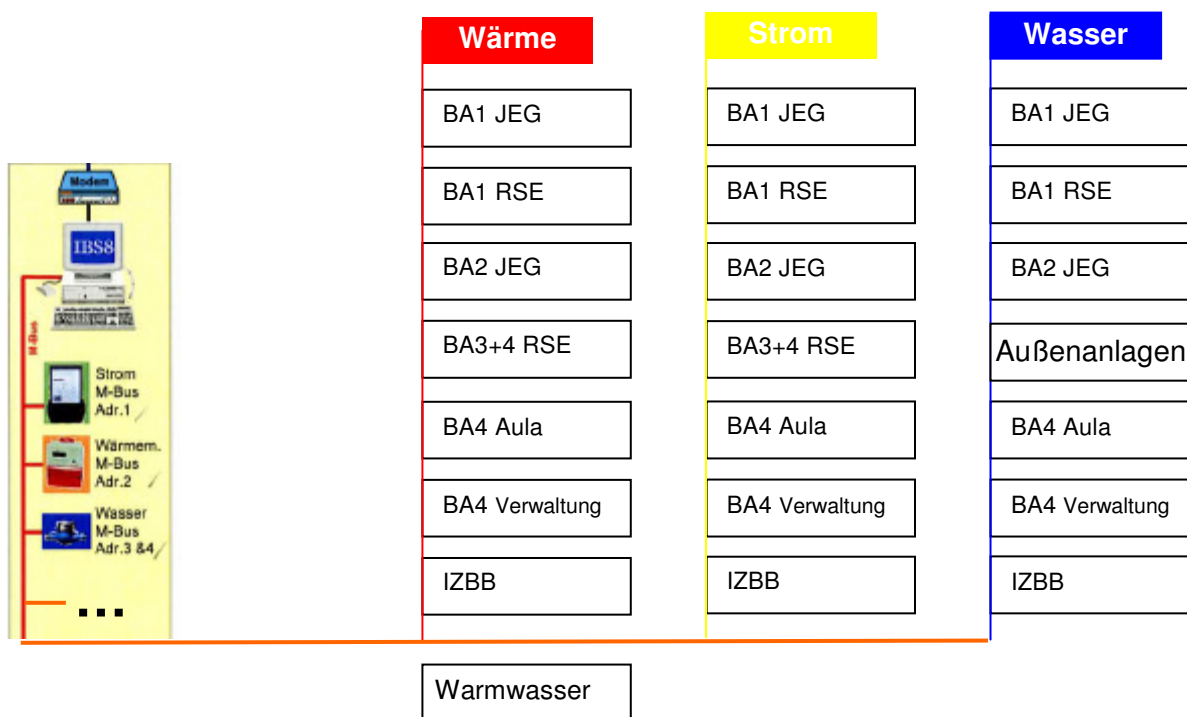 Wärme
Strom
Wasser
BA1 JEG
BA1 JEG
BA1 JEG
BA1 RSE
BA1 RSE
BA1 RSE
BA2 JEG
BA2 JEG
BA2 JEG
BA3+4 RSE
BA3+4 RSE
Außenanlagen
BA4 Aula
BA4 Aula
BA4 Aula
BA4 Verwaltung
BA4 Verwaltung
BA4 Verwaltung
IZBB
IZBB
IZBB
Warmwasser
Modem
IBS8
M-Bus
Strom
M-Bus
Adr.1
Wärmem.
M-Bus
Adr.2
Wasser
M-Bus
Adr.3 &4
...